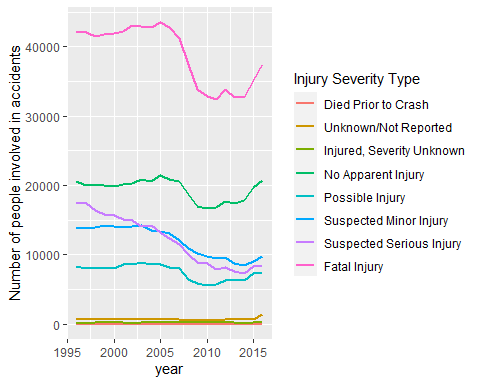 Number of people involved in accidents
40000
30000
20000
10000
0
1995 2000 2005 2010 2015
year
Injury Severity Type
Died Prior to Crash
Unknown/Not Reported
Injured, Severity Unknown
No Apparent Injury
Possible Injury
Suspected Minor Injury
Suspected Serious Injury
Fatal Injury